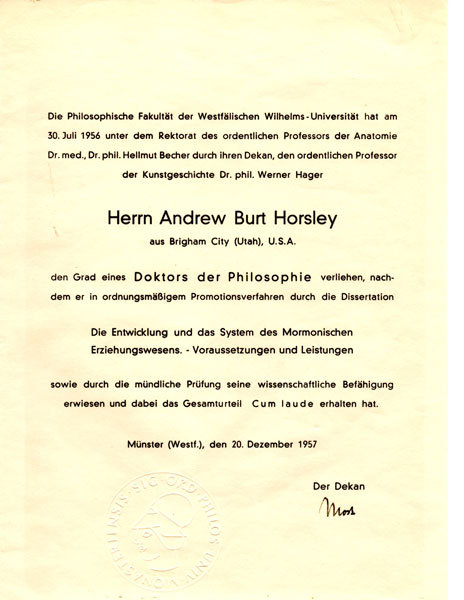 Die Philosophische Fakultät der Westfälischen Wilhelms-Universität hat am
30. Juli 1956 unter dem Rektorat des ordentlichen Professors der Anatomie
Dr. med., Dr. phil. Hellmut Becher durch ihren Dekan, den ordentlichen Professor
der Kunstgeschichte Dr. phil. Werner Hager
Herrn Andrew Burt Horsley
aus Brigham City (Utah), U.S.A.
den Grad eines Doktors der Philosophie verliehen, nach-
dem er in ordnungsmäßigem Promotionsverfahren durch die Dissertation
Die Entwicklung und das System des Mormonischen
Erziehungswesens. - Voraussetzungen und Leistungen
sowie durch die mündliche Prüfung seine wissenschaftliche Befähigung
erwiesen und dabei das Gesamturteil Cum laude erhalten hat.
Münster (Westf.), den 20. Dezember 1957
Der Dekan